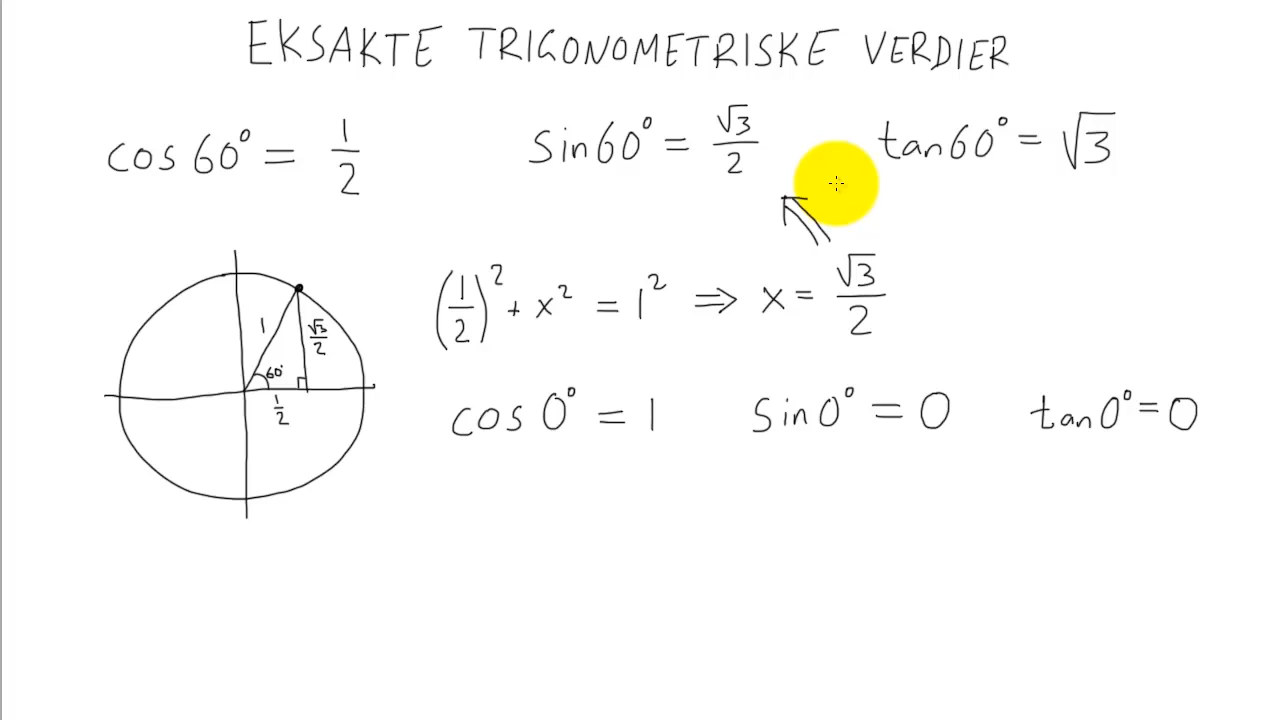 EKSAKTE TRIGONOMETRISKE VERDIER
cos 60° = 1/2    sin 60° = √3/2    tan 60° = √3
(1/2)² + x² = 1² ⇒ x = √3/2
1    √3/2
60°
1/2
cos 0° = 1    sin 0° = 0    tan 0° = 0